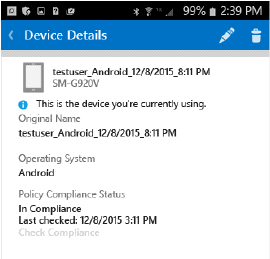 99% 2:39 PM
Device Details
testuser_Android_12/8/2015_8:11 PM
SM-G920V
This is the device you're currently using.
Original Name
testuser_Android_12/8/2015_8:11 PM
Operating System
Android
Policy Compliance Status
In Compliance
Last checked: 12/8/2015 3:11 PM
Check Compliance